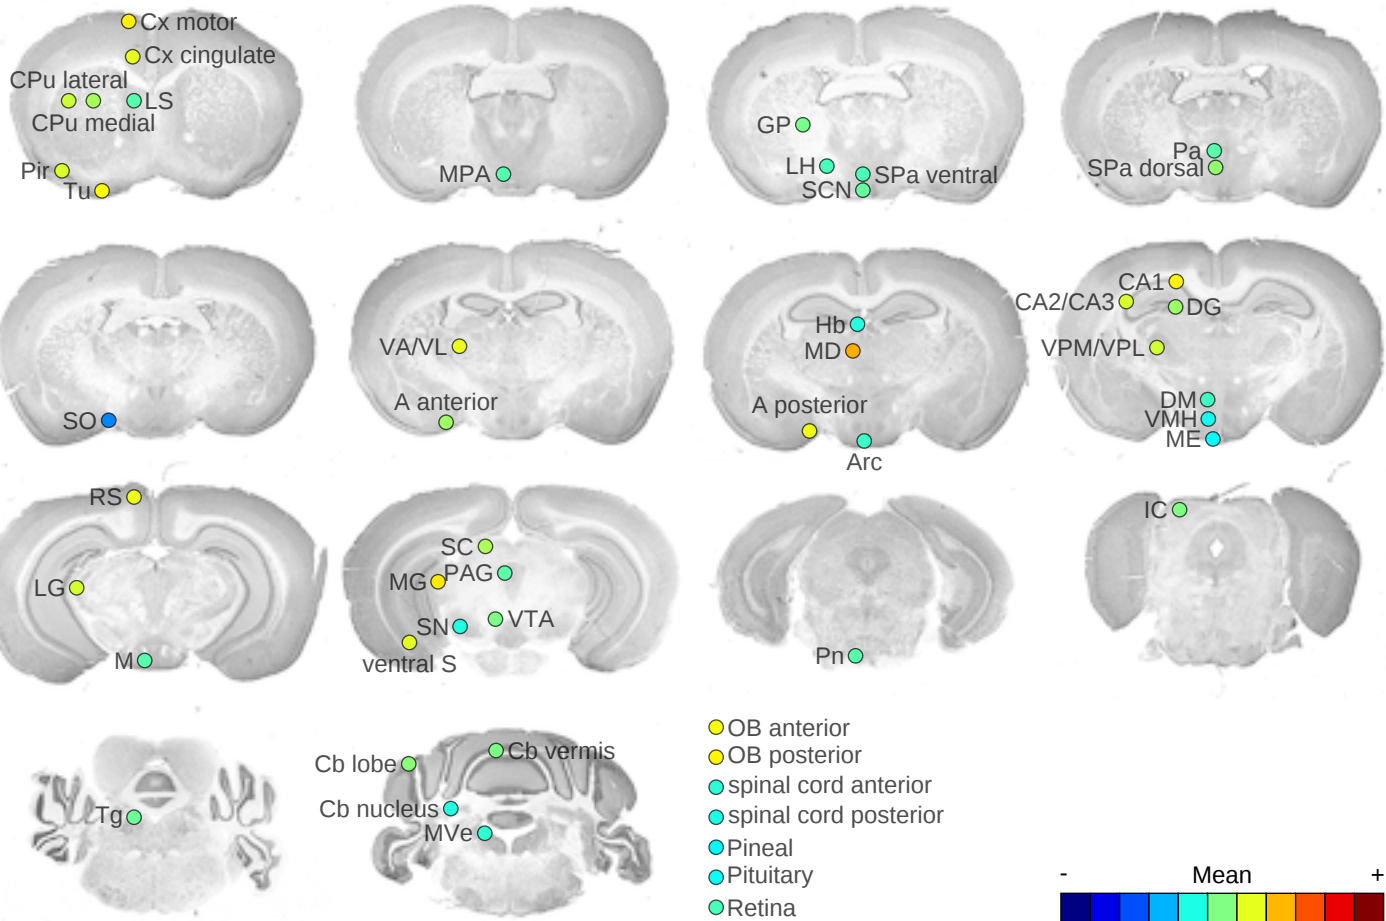 Cx motor
Cx cingulate
CPu lateral
LS
CPu medial
Pir
Tu
MPA
GP
LH
SPa ventral
SCN
Pa
SPa dorsal
SO
VA/VL
A anterior
Hb
MD
A posterior
Arc
CA1
CA2/CA3
DG
VPM/VPL
DM
VMH
ME
RS
LG
M
SC
MG
PAG
SN
VTA
ventral S
Pn
IC
Tg
Cb lobe
Cb vermis
Cb nucleus
MVe
OB anterior
OB posterior
spinal cord anterior
spinal cord posterior
Pineal
Pituitary
Retina
- Mean +